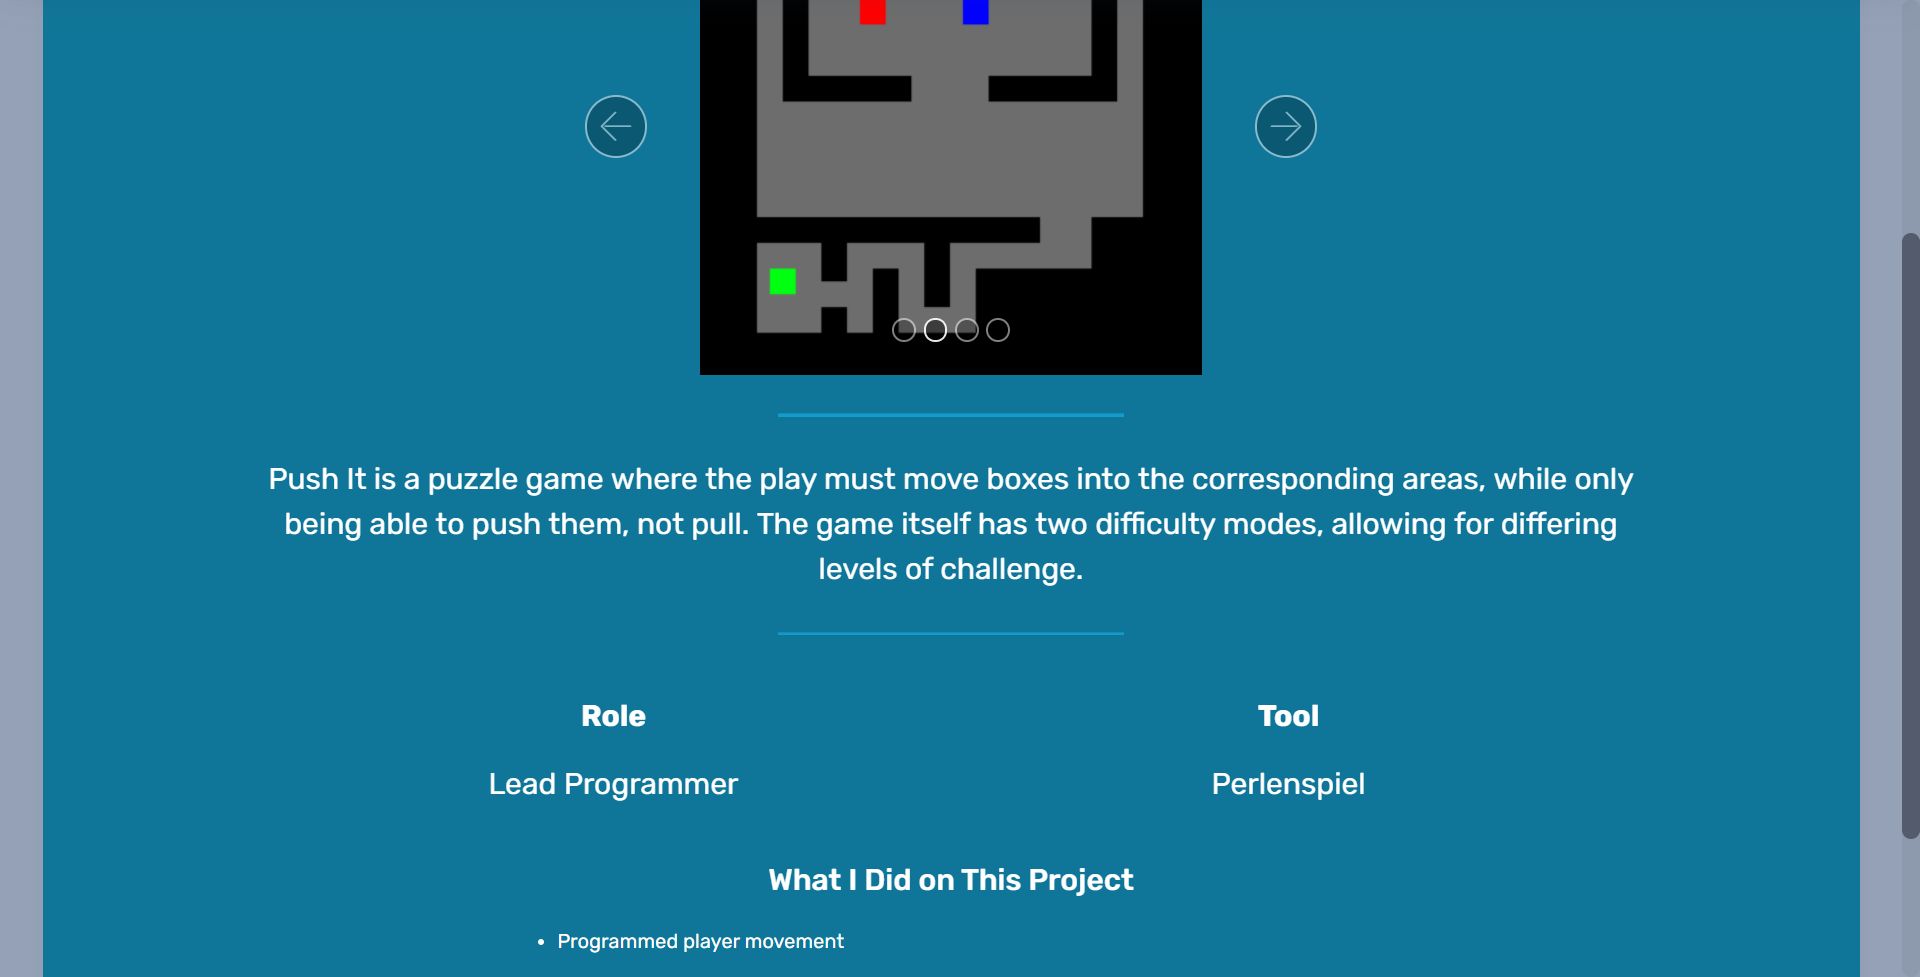 Push It is a puzzle game where the play must move boxes into the corresponding areas, while only
being able to push them, not pull. The game itself has two difficulty modes, allowing for differing
levels of challenge.
Role
Lead Programmer
Tool
Perlenspiel
What I Did on This Project
• Programmed player movement